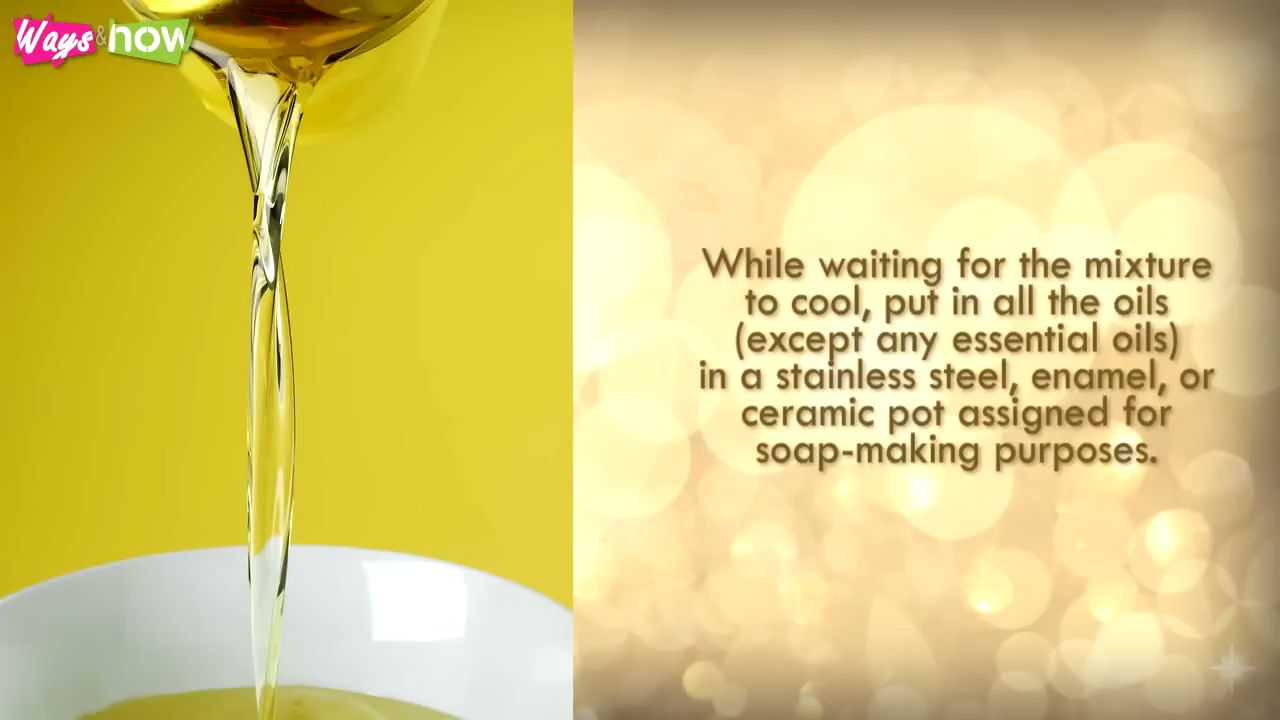 Ways & how™
While waiting for the mixture
to cool, put in all the oils
(except any essential oils)
in a stainless steel, enamel, or
ceramic pot assigned for
soap-making purposes.